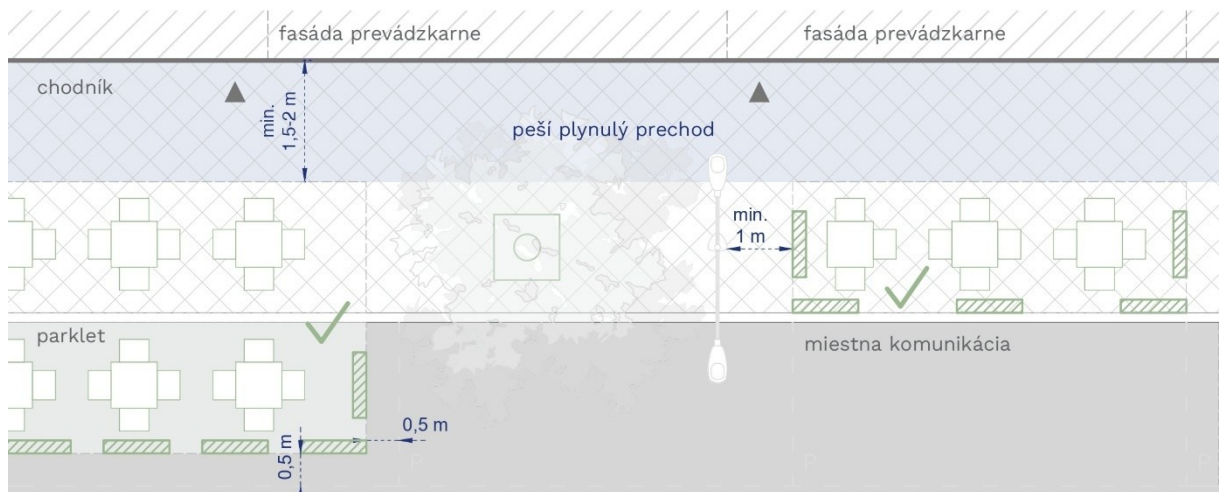 fasáda prevádzkarne
fasáda prevádzkarne
chodník
min.
1,5-2 m
peší plynulý prechod
min.
1 m
parklet
miestna komunikácia
0,5 m
0,5 m
P
P